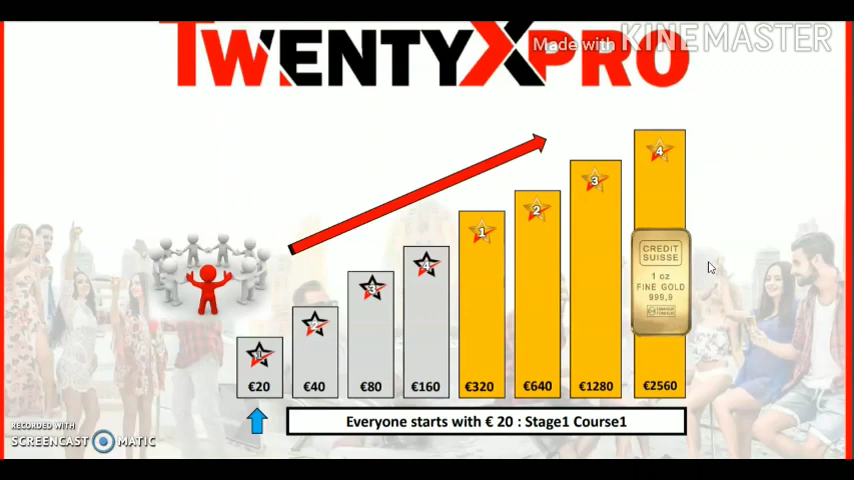 TWENTYXPRO
Made with KINEMASTER
4
3
2
1
4
3
2
1
CREDIT
SUISSE
1 oz
FINE GOLD
999,9
€20 €40 €80 €160 €320 €640 €1280 €2560
Everyone starts with € 20 : Stage1 Course1
RECORDED WITH
SCREENCAST MATIC